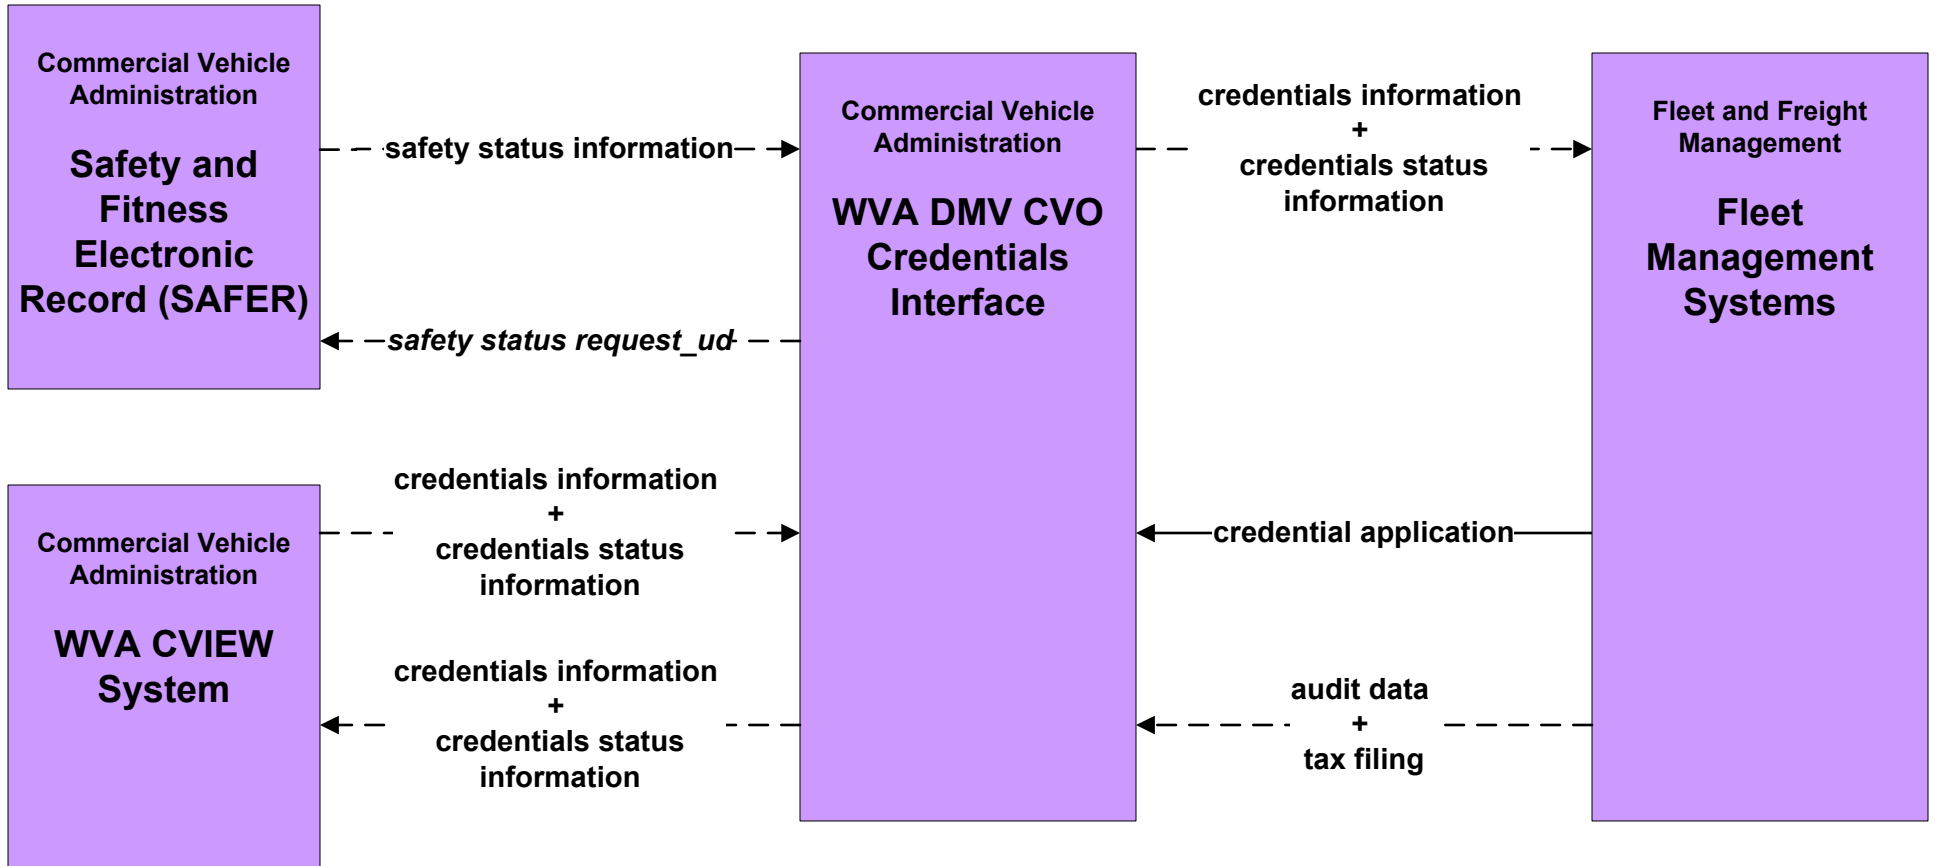 Commercial Vehicle
Administration
Safety and
Fitness
Electronic
Record (SAFER)
safety status information
safety status request_ud
Commercial Vehicle
Administration
WVA CVIEW
System
credentials information
+
credentials status
information
credentials information
+
credentials status
information
Commercial Vehicle
Administration
WVA DMV CVO
Credentials
Interface
credentials information
+
credentials status
information
credential application
audit data
+
tax filing
Fleet and Freight
Management
Fleet
Management
Systems